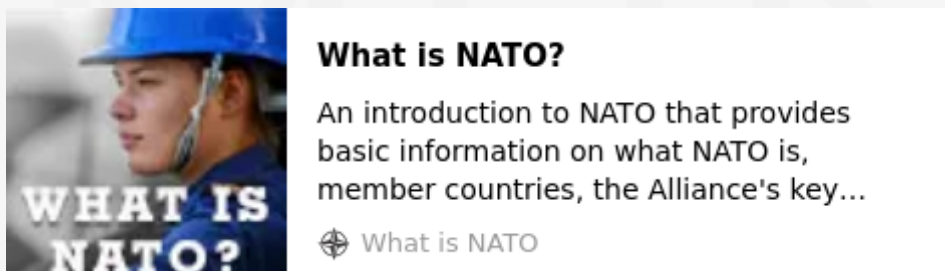 WHAT IS
NATO?
What is NATO?
An introduction to NATO that provides
basic information on what NATO is,
member countries, the Alliance's key...
What is NATO